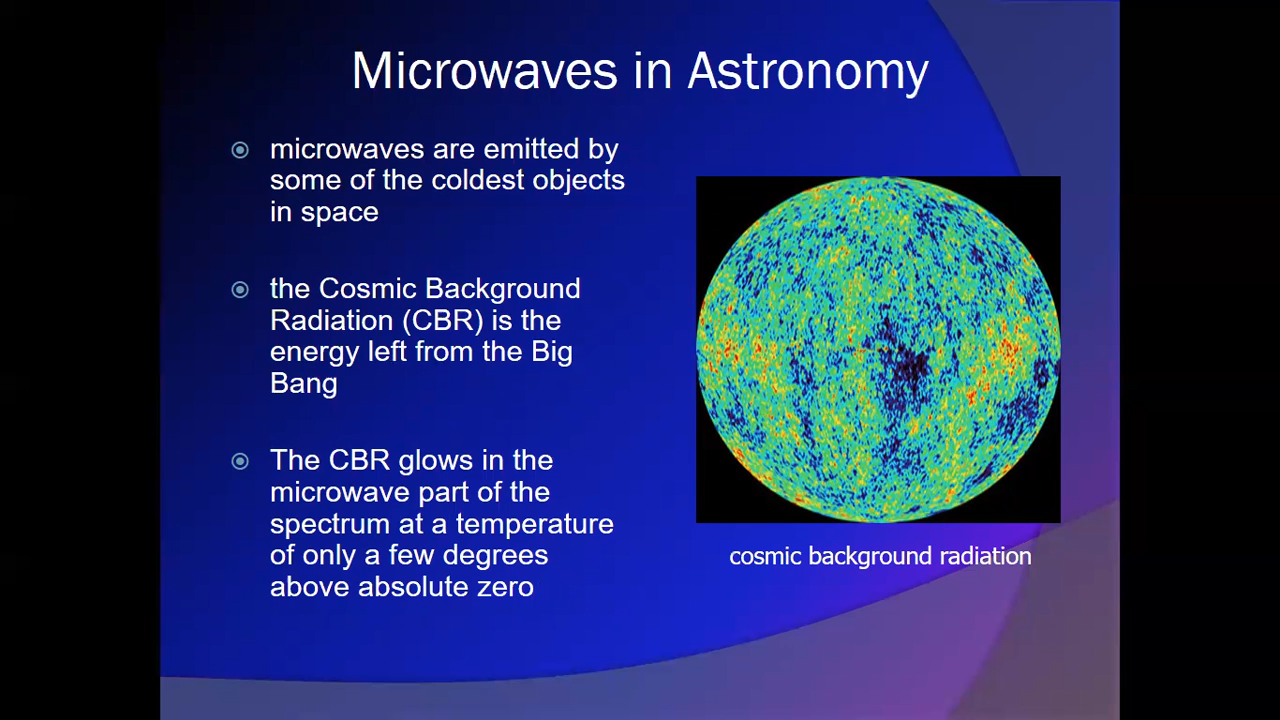 Microwaves in Astronomy
microwaves are emitted by
some of the coldest objects
in space
the Cosmic Background
Radiation (CBR) is the
energy left from the Big
Bang
The CBR glows in the
microwave part of the
spectrum at a temperature
of only a few degrees
above absolute zero
cosmic background radiation